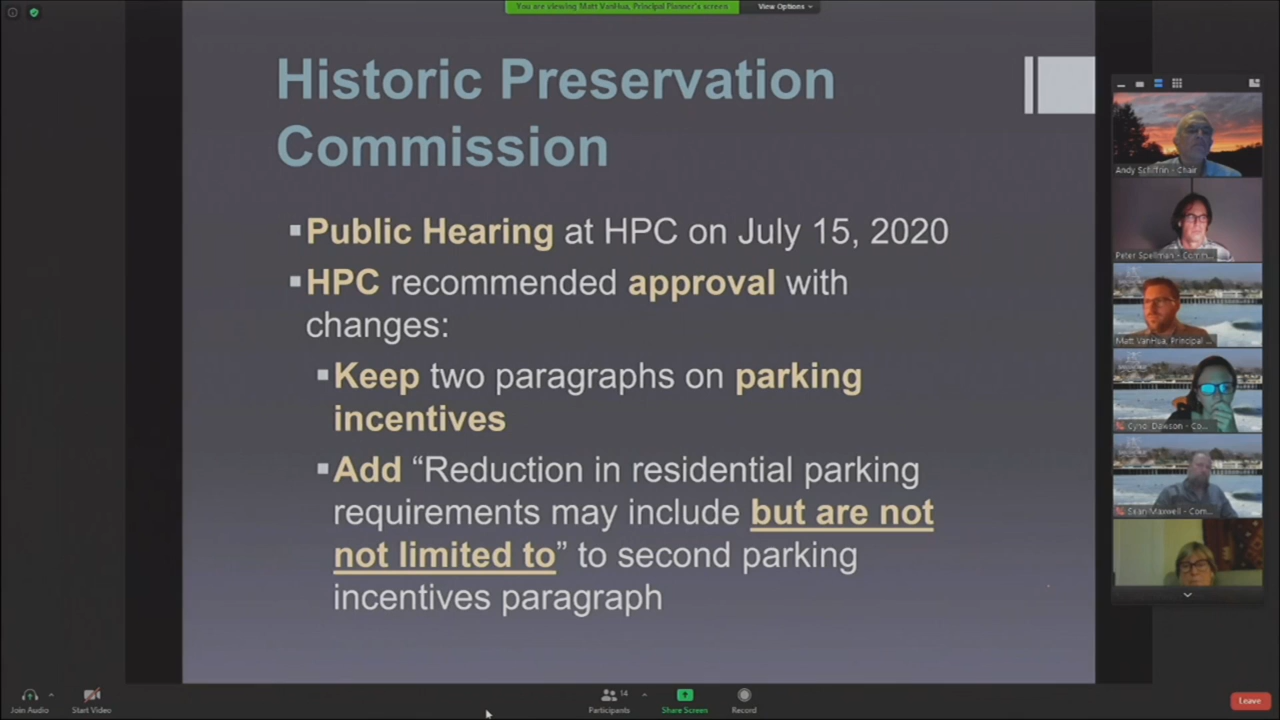 You are viewing Matt VanHua, Principal Planner's screen
View Options
Historic Preservation
Commission
Public Hearing at HPC on July 15, 2020
HPC recommended approval with
changes:
Keep two paragraphs on parking
incentives
Add “Reduction in residential parking
requirements may include but are not
not limited to” to second parking
incentives paragraph
Andy Schiffrin - Chair
Peter Spellman - Comm...
Matt VanHua, Principal ...
Cyndi Dawson - Co...
Sean Maxwell - Com...
Join Audio
Start Video
14
Participants
Share Screen
Record
Leave